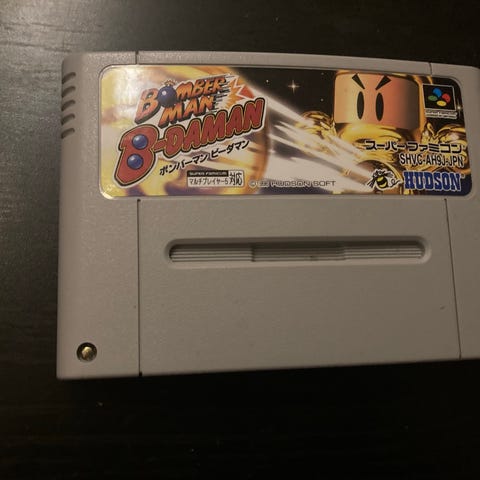 BOMBER
MAN
B-DAMAN
ボンバーマン ビーダマン
SUPER FAMICOM
マルチプレイヤー5 対応
HUDSON SOFT
スーパーファミコン
SHVC-AH9J-JPN
HUDSON